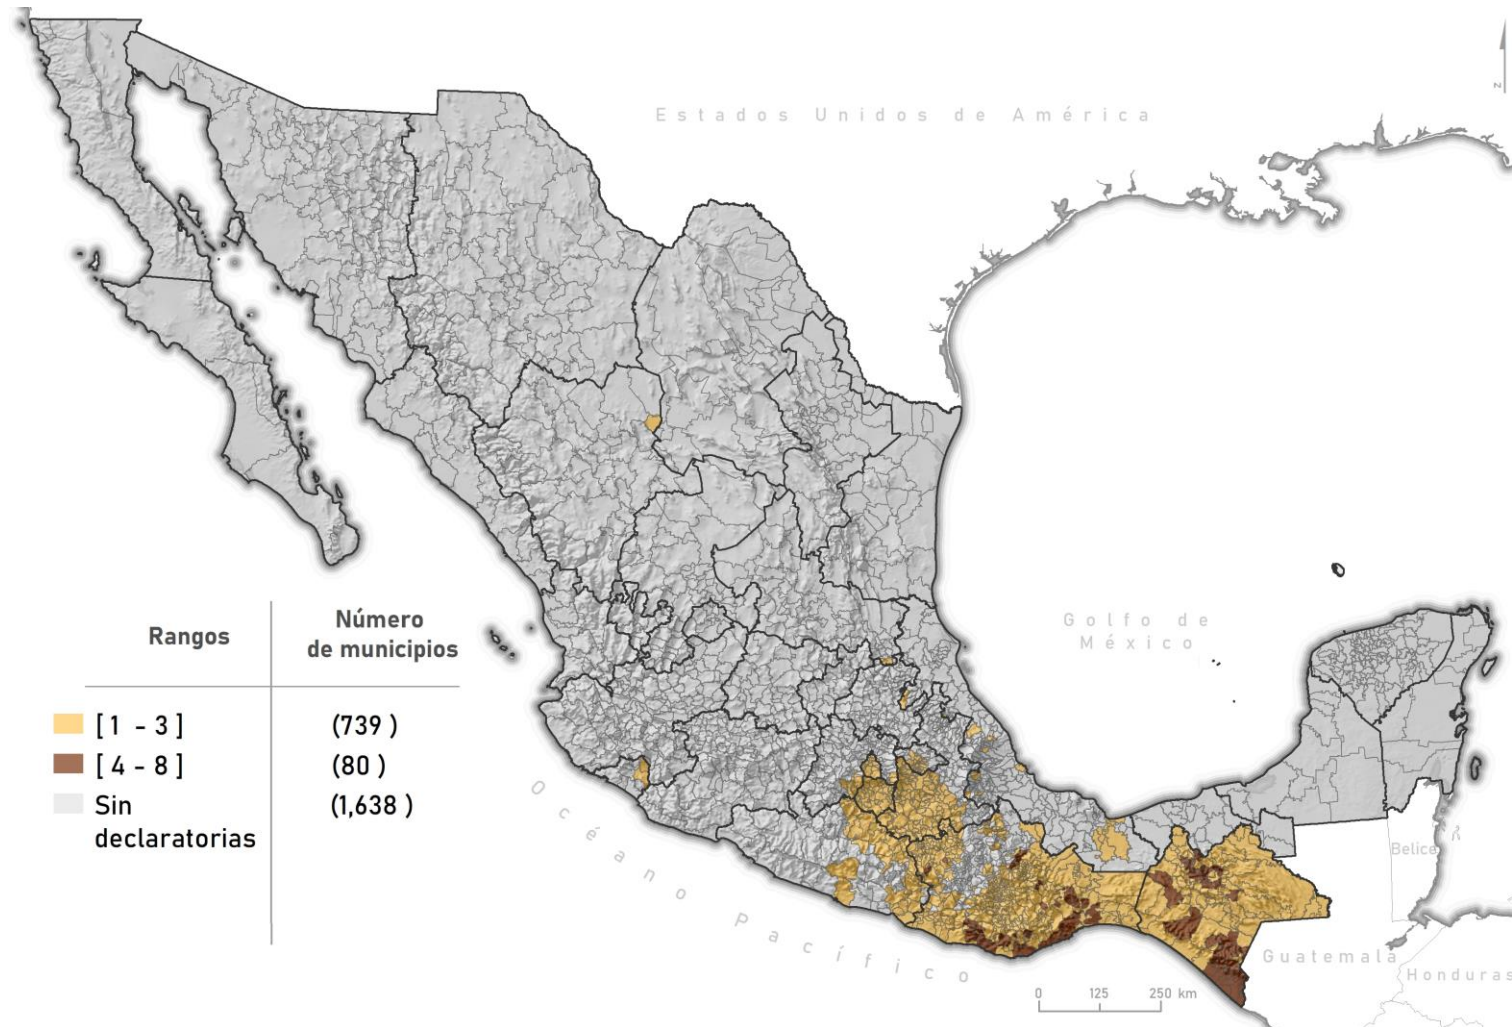 N
Estados Unidos de América
Golfo de
México
Rangos
Número
de municipios
[ 1 - 3 ]
(739 )
[ 4 - 8 ]
(80 )
Sin
declaratorias
(1,638 )
Océano Pacífico
Belice
Guatemala
Honduras
0 125 250 km